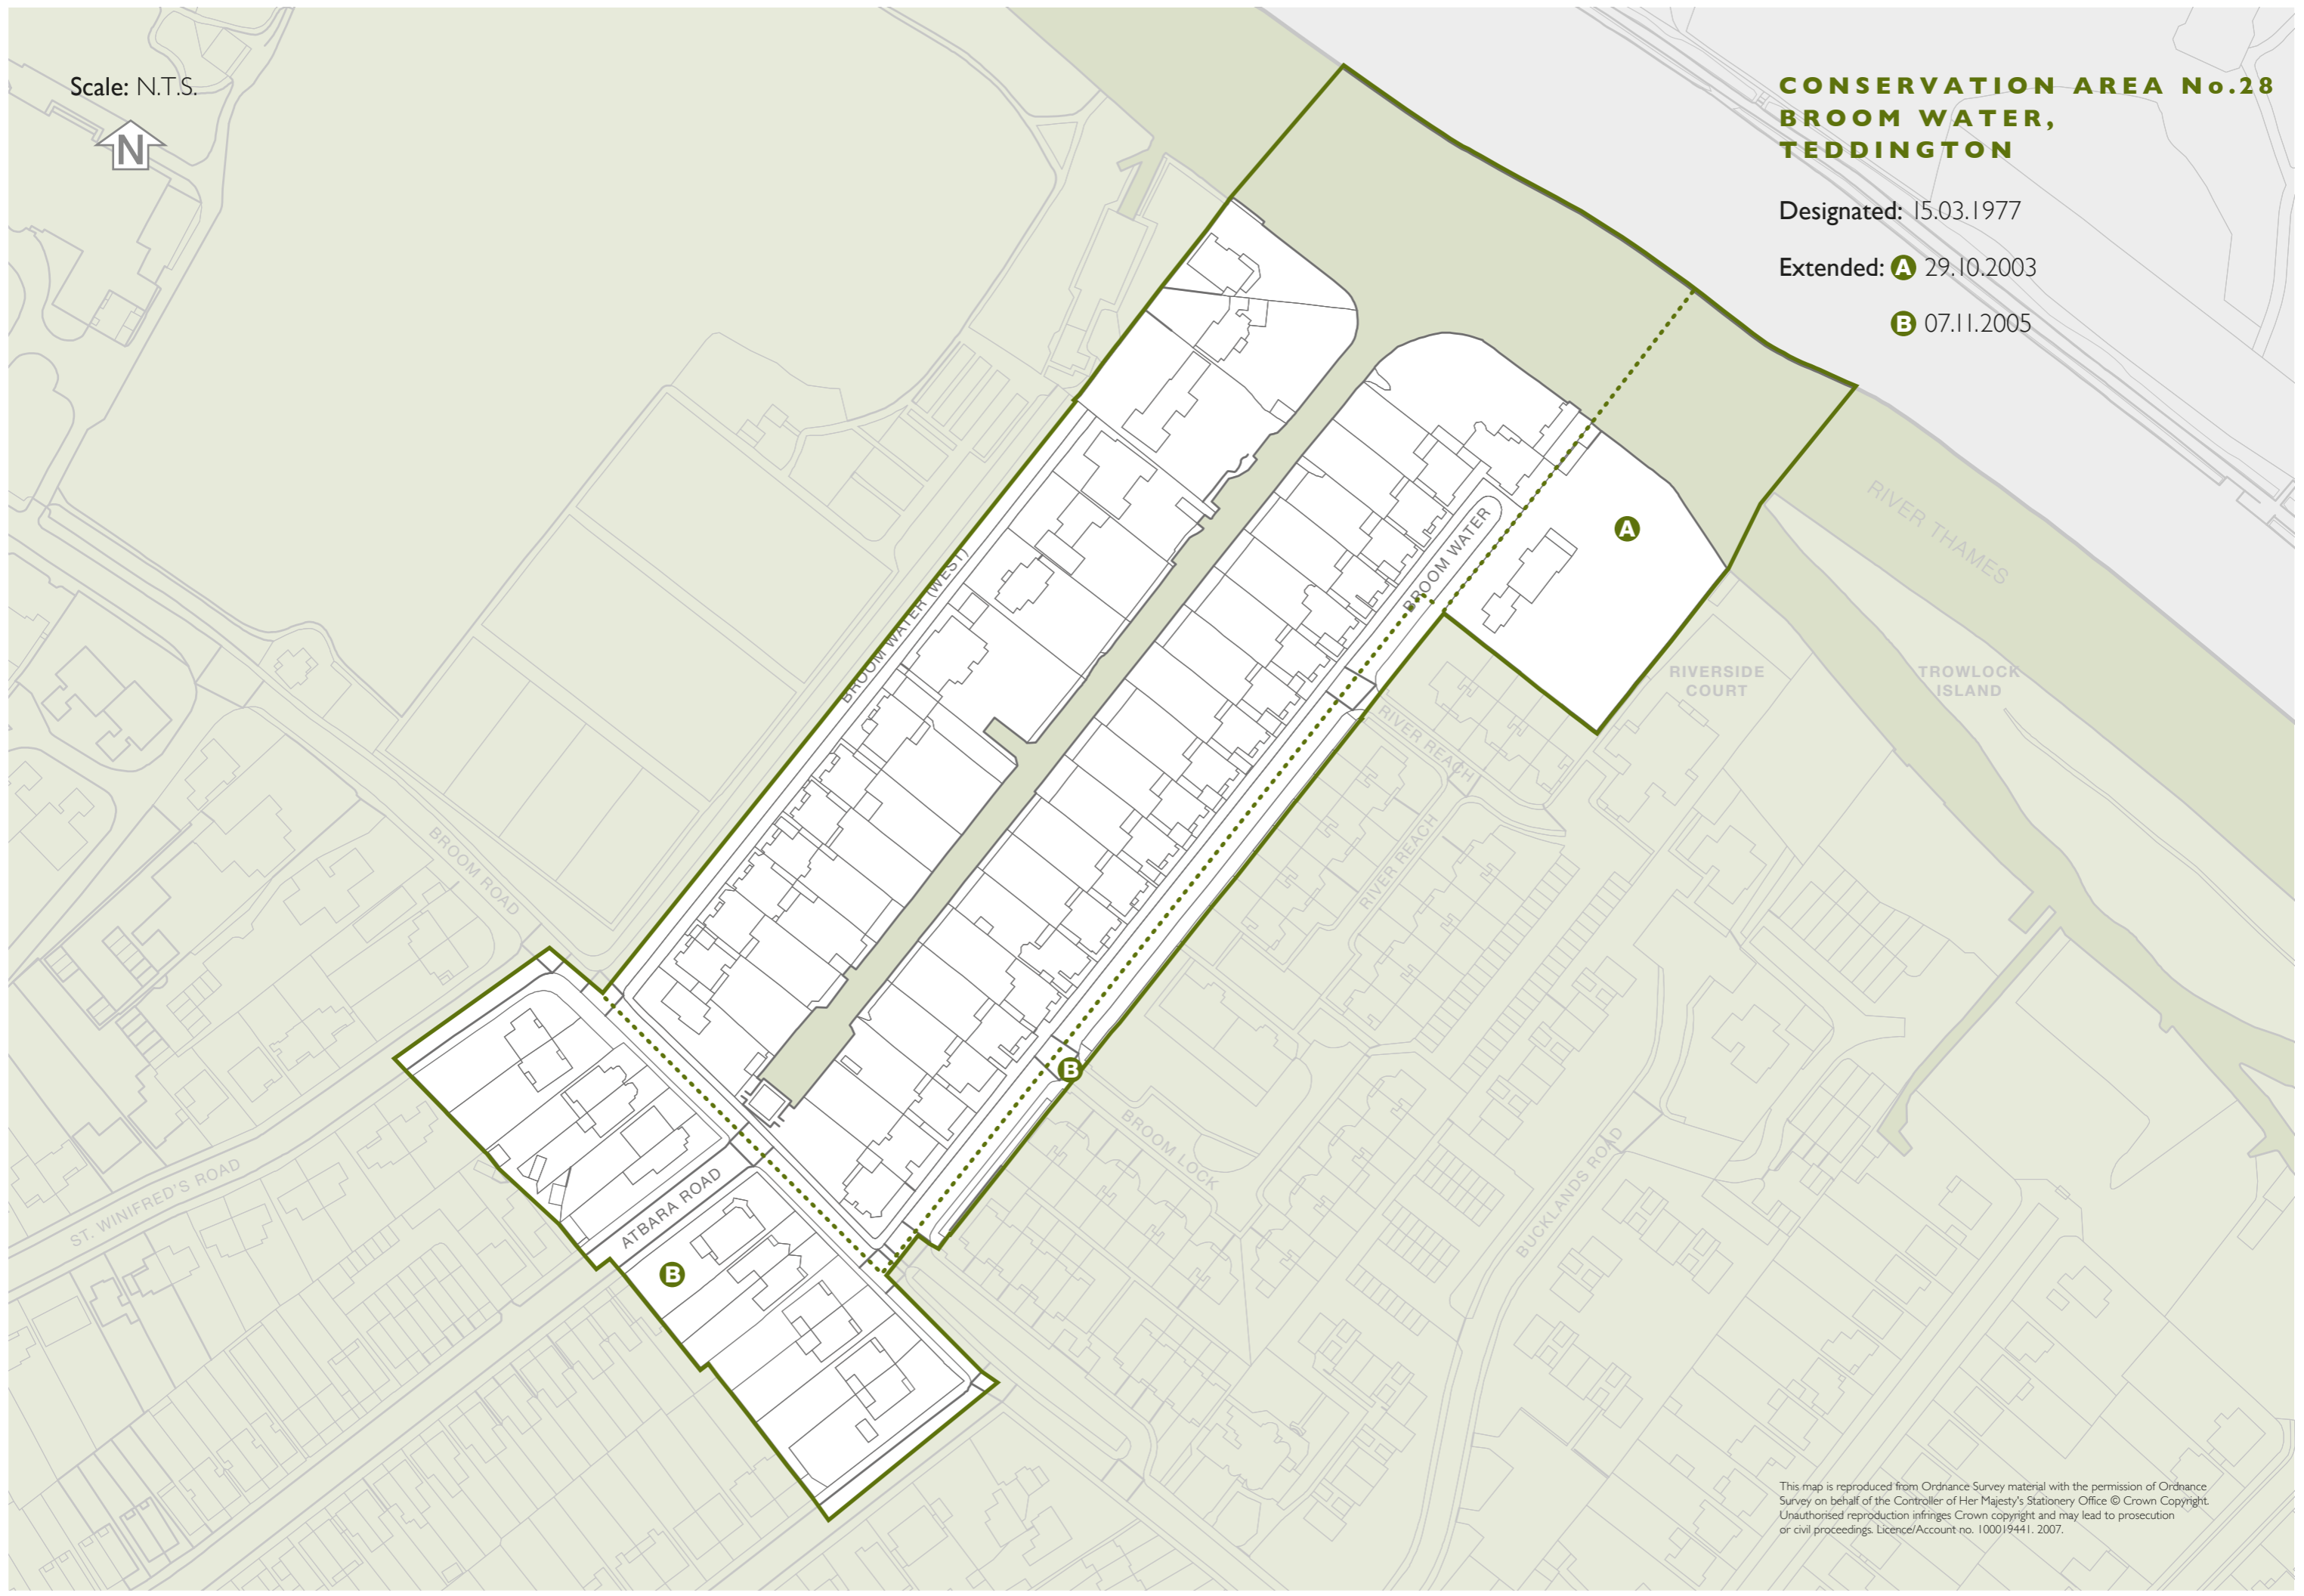 Scale: N.T.S.
N
CONSERVATION AREA No.28
BROOM WATER,
TEDDINGTON
Designated: 15.03.1977
Extended: A 29.10.2003
B 07.11.2005
RIVER THAMES
A
BROOM WATER
BROOM WATER (WEST)
RIVERSIDE
COURT
TROWLOCK
ISLAND
RIVER REACH
RIVER REACH
BROOM ROAD
B
BROOM LOCK
BUCKLANDS ROAD
ST. WINIFRED'S ROAD
ATBARA ROAD
B
This map is reproduced from Ordnance Survey material with the permission of Ordnance
Survey on behalf of the Controller of Her Majesty's Stationery Office © Crown Copyright.
Unauthorised reproduction infringes Crown copyright and may lead to prosecution
or civil proceedings. Licence/Account no. 100019441. 2007.